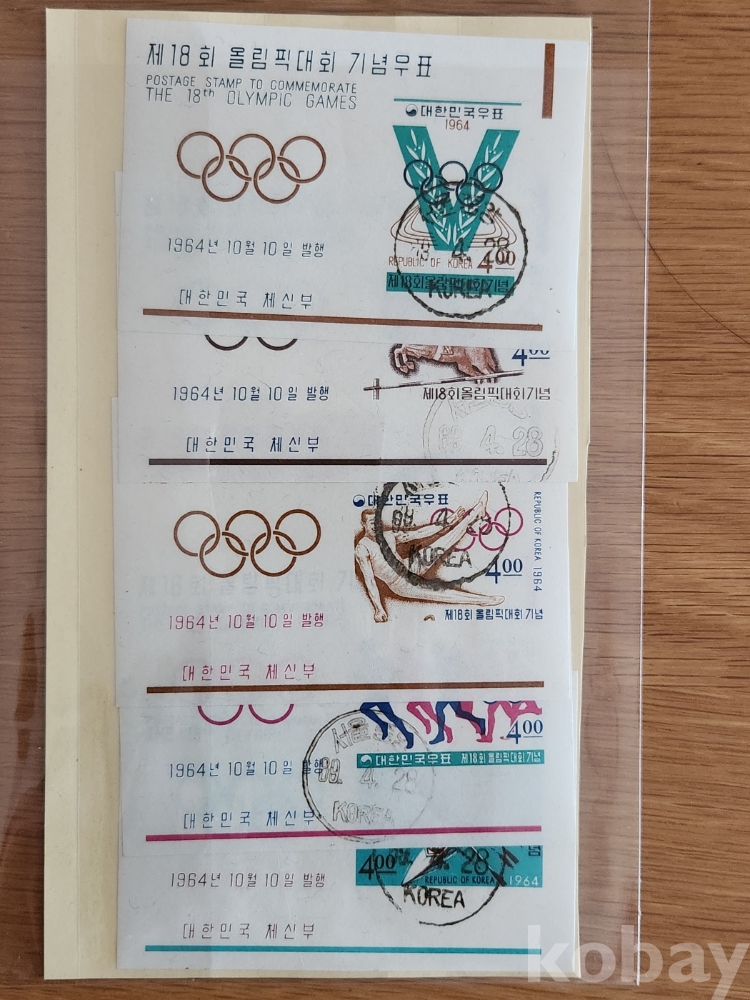 제18회 올림픽대회 기념우표
POSTAGE STAMP TO COMMEMORATE
THE 18th OLYMPIC GAMES
대한민국우표
1964
REPUBLIC OF KOREA 400
제18회올림픽대회기념
4. 28
KOREA
1964년 10월 10일 발행
대한민국 체신부
400
제18회올림픽대회기념
4. 28
1964년 10월 10일 발행
대한민국 체신부
대한민국우표
REPUBLIC OF KOREA 1964
4
KOREA
400
제18회 올림픽대회기념
1964년 10월 10일 발행
대한민국 체신부
400
대한민국우표 제18회 올림픽대회기념
4. 28
KOREA
1964년 10월 10일 발행
대한민국 체신부
400
28
REPUBLIC OF KOREA 1964
KOREA
1964년 10월 10일 발행
대한민국 체신부
kobay